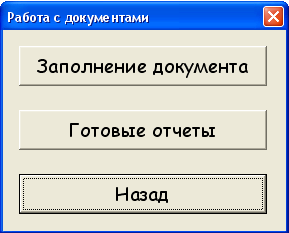 Работа с документами
Заполнение документа
Готовые отчеты
Назад